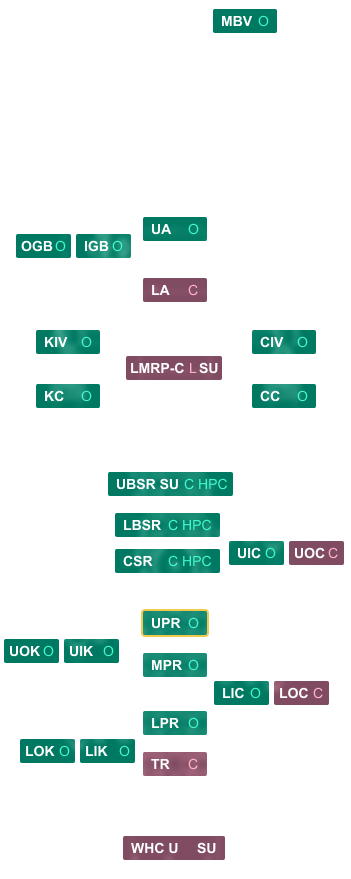 MBV O
UA O
OGB O IGB O
LA C
KIV O CIV O
LMRP-C L SU
KC O CC O
UBSR SU C HPC
LBSR C HPC
CSR C HPC
UIC O UOC C
UPR O
UOK O UIK O
MPR O
LIC O LOC C
LPR O
LOK O LIK O
TR C
WHC U SU